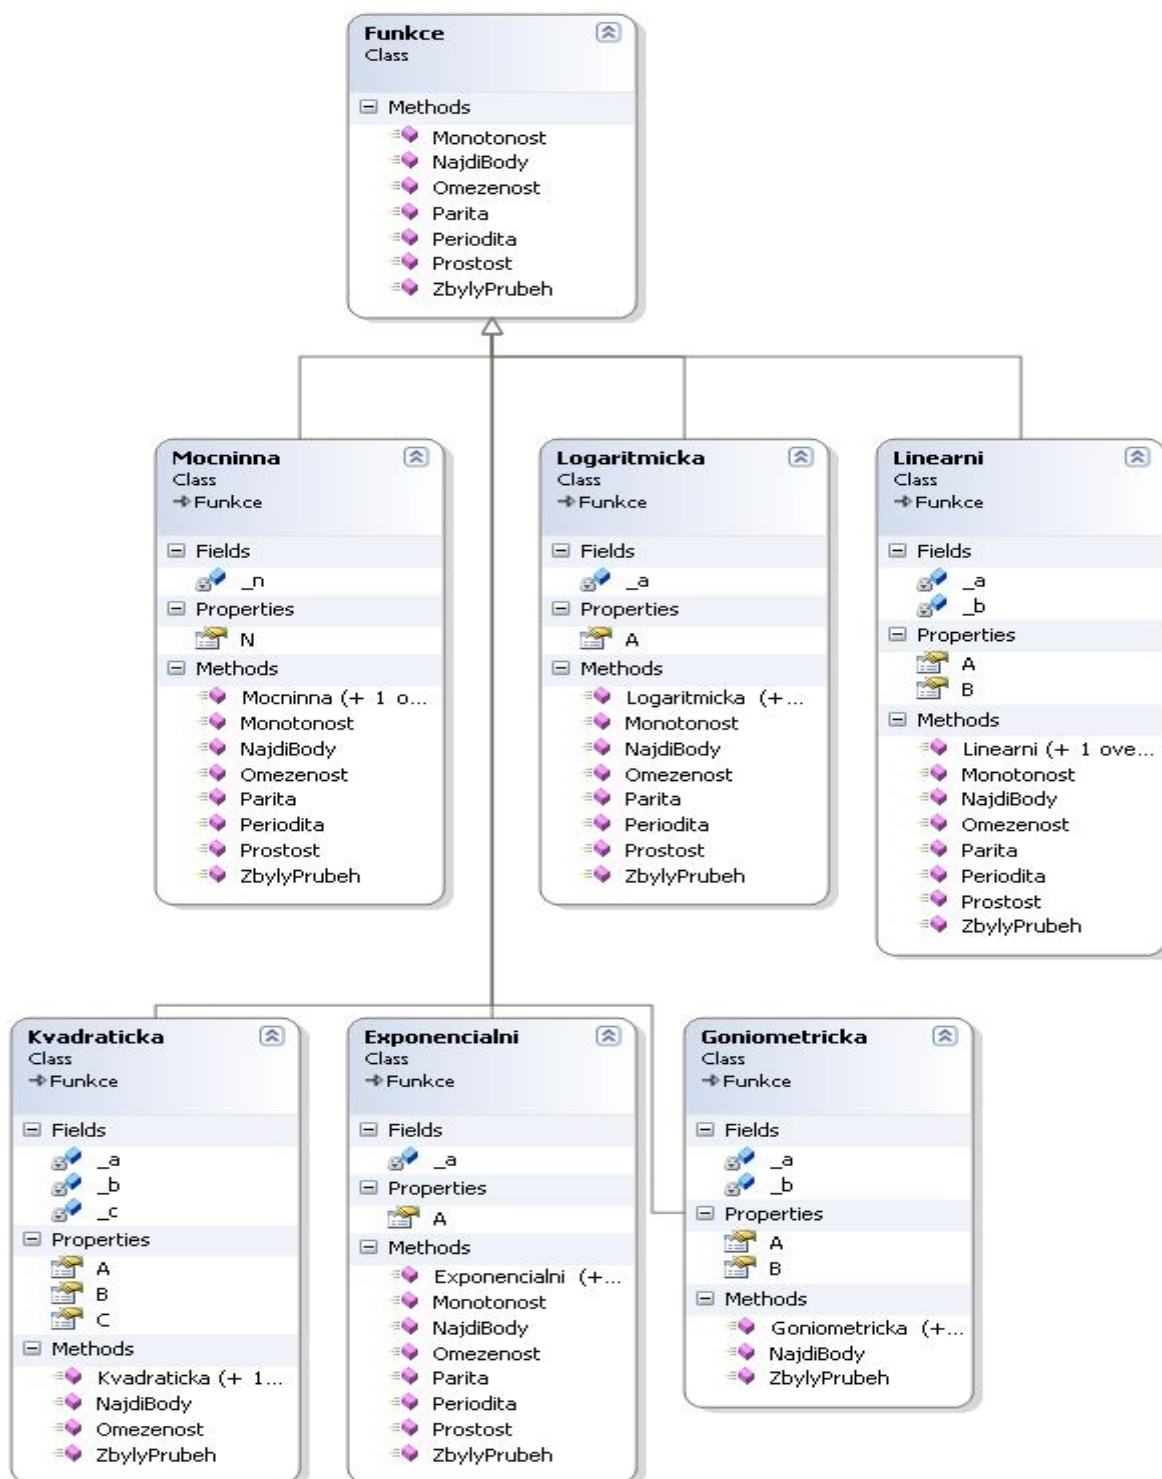 Funkce
Class
Methods
Monotonost
NajdiBody
Omezenost
Parita
Periodita
Prostost
ZbylyPrubeh
Mocninna
Class
Funkce
Fields
_n
Properties
N
Methods
Mocninna (+ 1 o...
Monotonost
NajdiBody
Omezenost
Parita
Periodita
Prostost
ZbylyPrubeh
Logaritmicka
Class
Funkce
Fields
_a
Properties
A
Methods
Logaritmicka (+...
Monotonost
NajdiBody
Omezenost
Parita
Periodita
Prostost
ZbylyPrubeh
Linearni
Class
Funkce
Fields
_a
_b
Properties
A
B
Methods
Linearni (+ 1 ove...
Monotonost
NajdiBody
Omezenost
Parita
Periodita
Prostost
ZbylyPrubeh
Kvadraticka
Class
Funkce
Fields
_a
_b
_c
Properties
A
B
C
Methods
Kvadraticka (+ 1...
NajdiBody
Omezenost
ZbylyPrubeh
Exponencialni
Class
Funkce
Fields
_a
Properties
A
Methods
Exponencialni (+...
Monotonost
NajdiBody
Omezenost
Parita
Periodita
Prostost
ZbylyPrubeh
Goniometricka
Class
Funkce
Fields
_a
_b
Properties
A
B
Methods
Goniometricka (+...
NajdiBody
ZbylyPrubeh